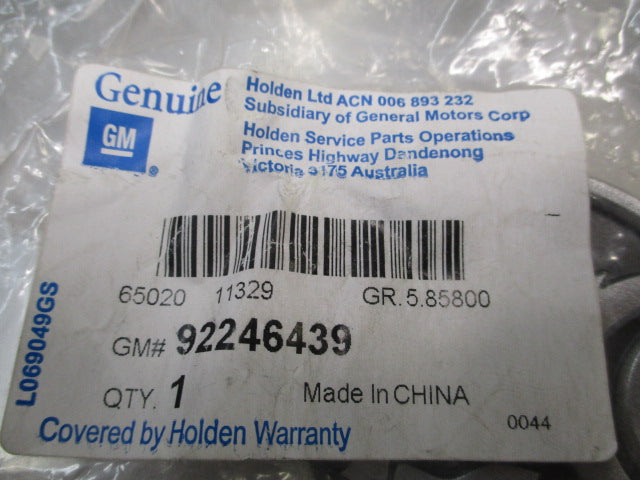 Genuine
GM
Holden Ltd ACN 006 893 232
Subsidiary of General Motors Corp
Holden Service Parts Operations
Princes Highway Dandenong
Victoria 3175 Australia
65020 11329 GR. 5.85800
GM# 92246439
QTY. 1 Made In CHINA
0044
Covered by Holden Warranty
L069049GS